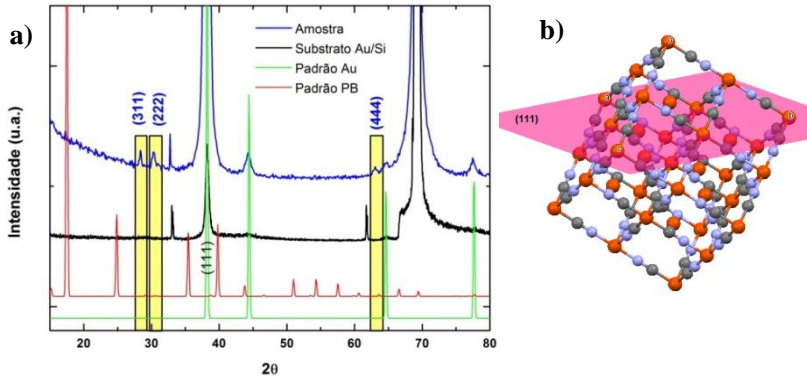 a)
Intensidade (u.a.)
(311)
(222)
(111)
(444)
Amostra
Substrato Au/Si
Padrão Au
Padrão PB
20 30 40 50 60 70 80
2θ
b)
(111)